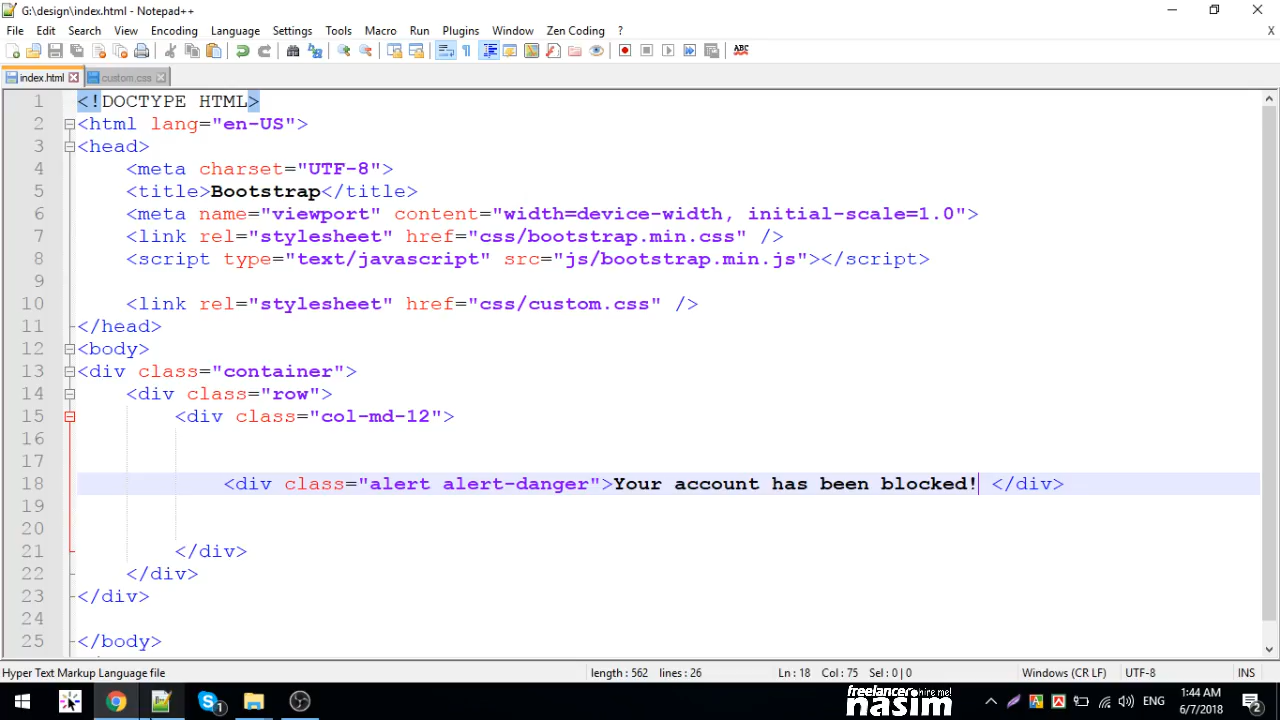 G:\design\index.html - Notepad++
File Edit Search View Encoding Language Settings Tools Macro Run Plugins Window Zen Coding ? X
ABC
index.html custom.css
1 <!DOCTYPE HTML>
2 <html lang="en-US">
3 <head>
4 <meta charset="UTF-8">
5 <title>Bootstrap</title>
6 <meta name="viewport" content="width=device-width, initial-scale=1.0">
7 <link rel="stylesheet" href="css/bootstrap.min.css" />
8 <script type="text/javascript" src="js/bootstrap.min.js"></script>
9
10 <link rel="stylesheet" href="css/custom.css" />
11 </head>
12 <body>
13 <div class="container">
14 <div class="row">
15 <div class="col-md-12">
16
17
18 <div class="alert alert-danger">Your account has been blocked! </div>
19
20
21 </div>
22 </div>
23 </div>
24
25 </body>
Hyper Text Markup Language file length : 562 lines : 26 Ln : 18 Col : 75 Sel : 0 | 0 Windows (CR LF) UTF-8 INS
1 freelancer hire me! nasim ENG 1:44 AM 6/7/2018 2